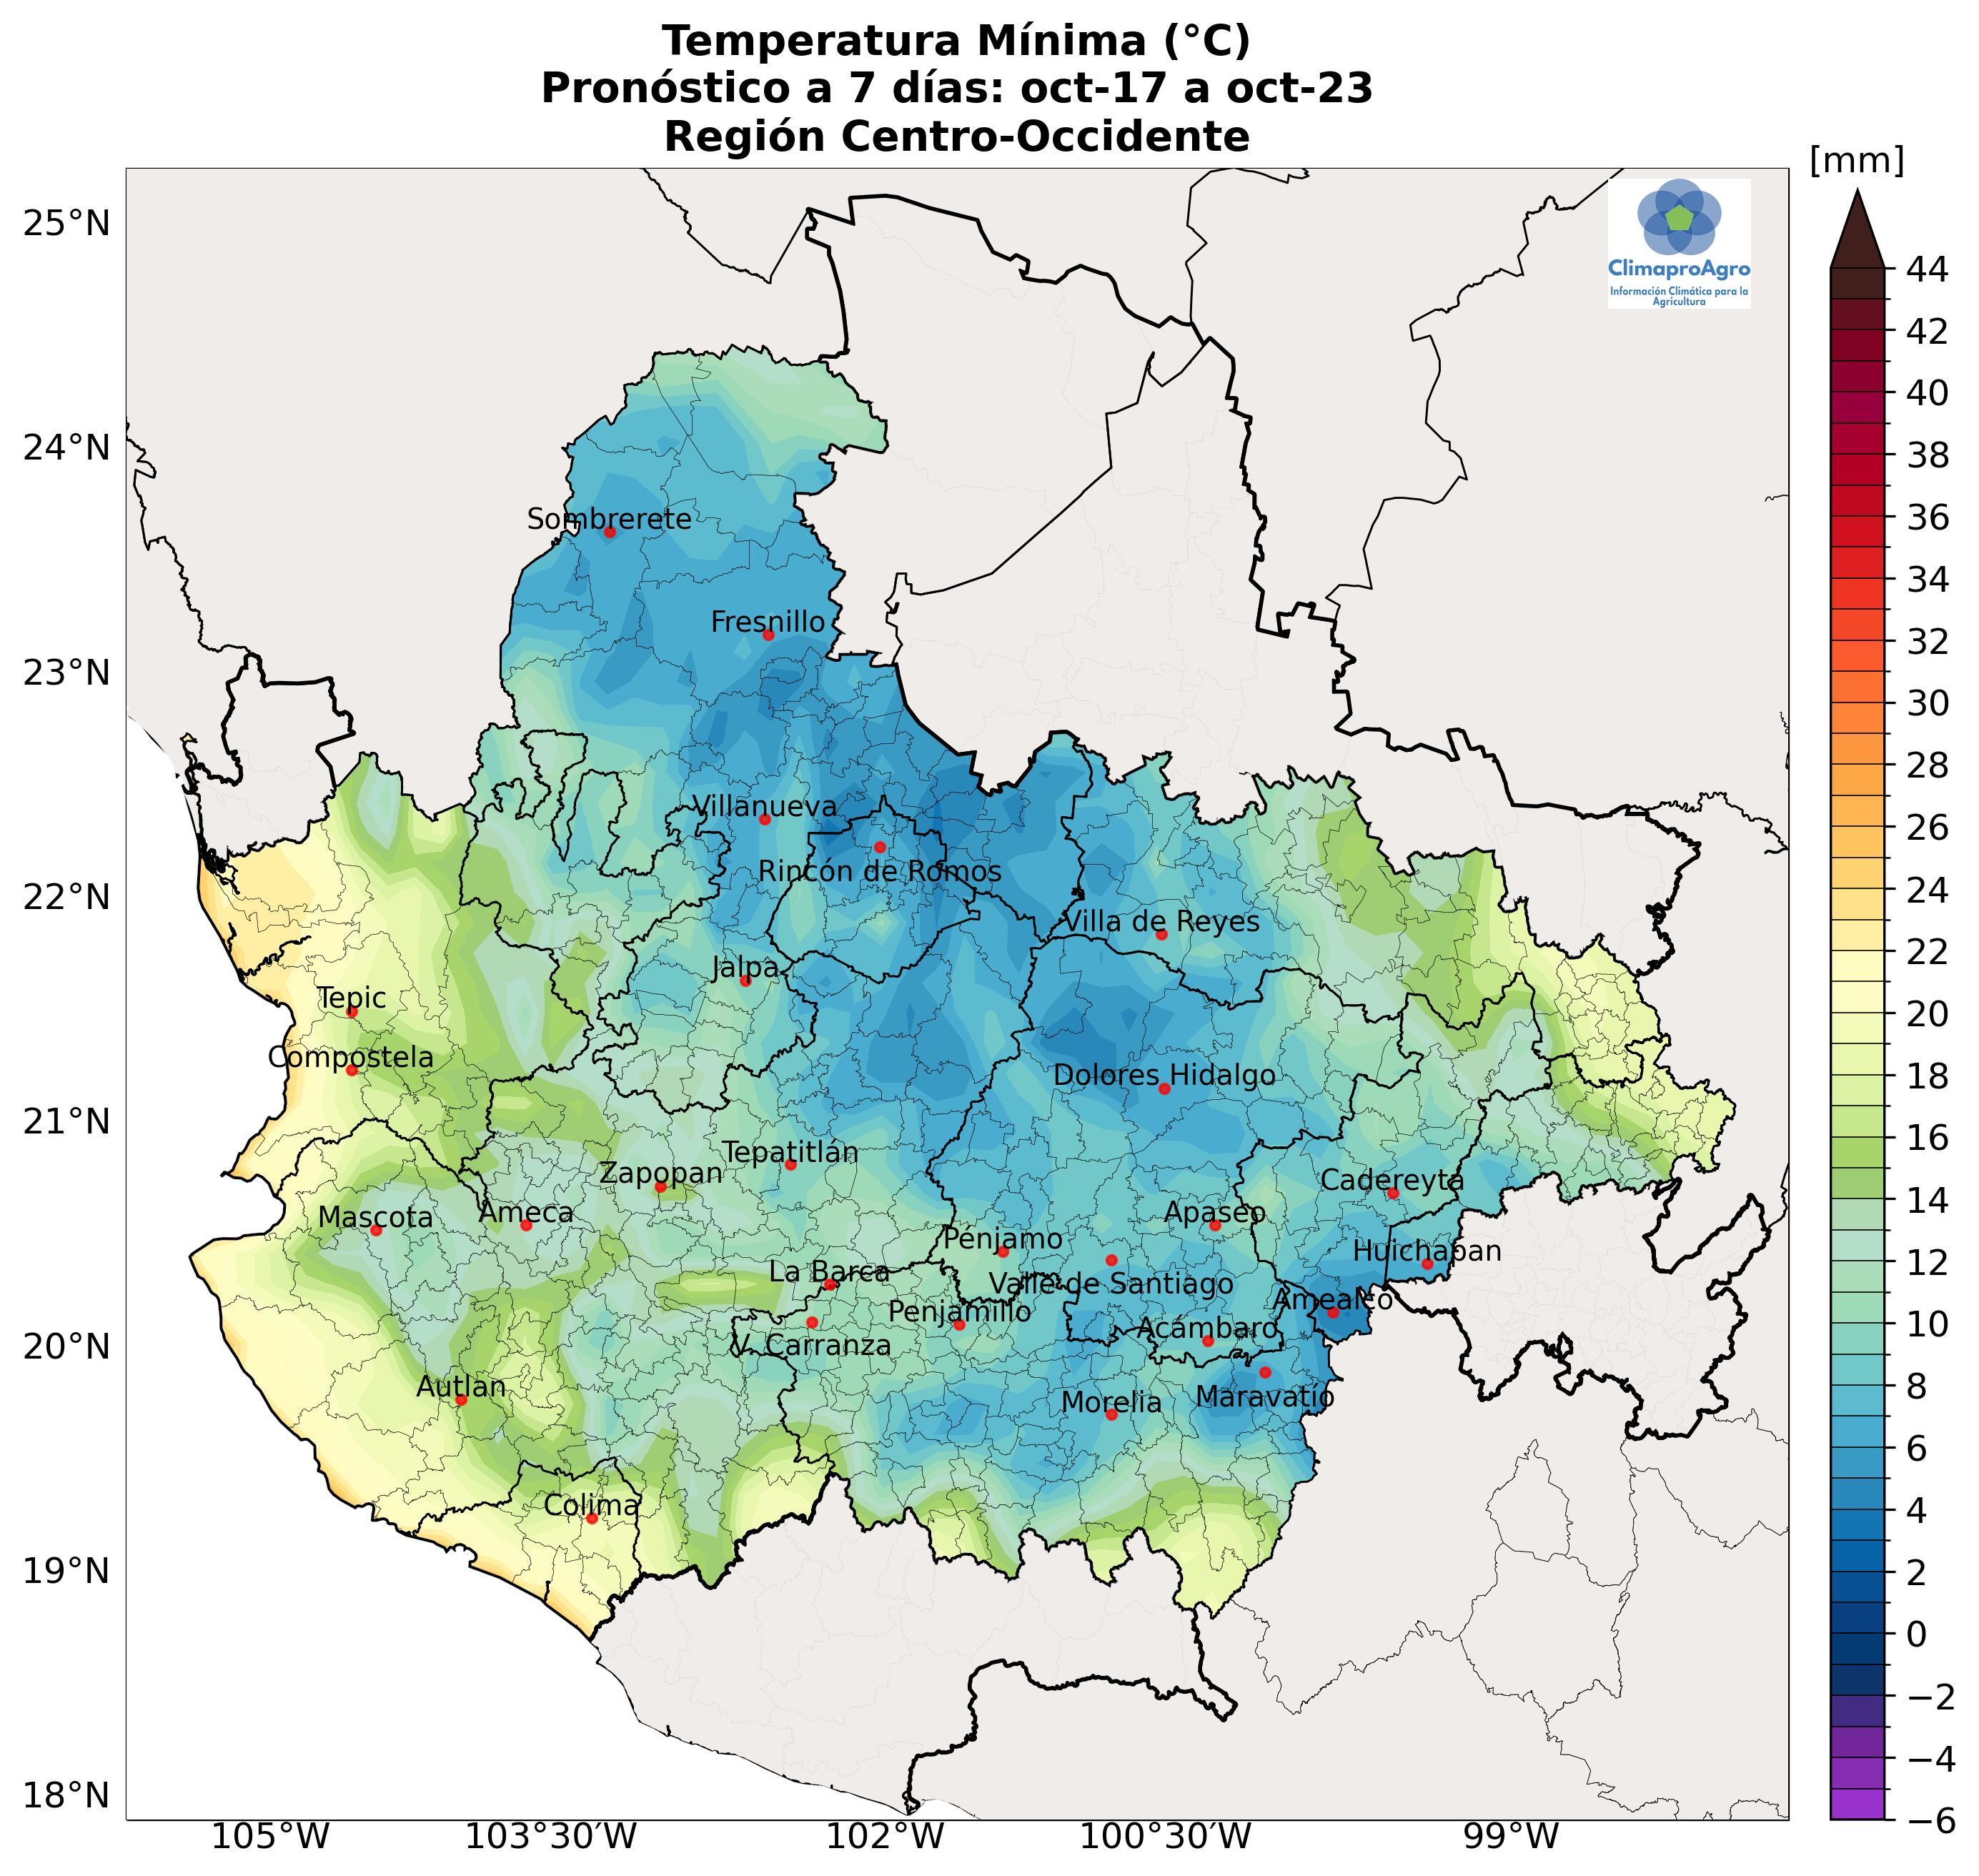 Temperatura Mínima (°C)
Pronóstico a 7 días: oct-17 a oct-23
Región Centro-Occidente
[mm]
25°N
24°N
23°N
22°N
21°N
20°N
19°N
18°N
ClimaproAgro
Información Climática para la
Agricultura
Sombrerete
Fresnillo
Villanueva
Rincón de Romos
Villa de Reyes
Jalpa
Tepic
Compostela
Dolores Hidalgo
Tepatitlán
Zapopan
Cadereyta
Mascota
Ameca
Apaseo
Pénjamo
Huichapan
La Barca
Valle de Santiago
Amealco
Penjamillo
Acámbaro
V. Carranza
Autlan
Morelia
Maravatío
Colima
44
42
40
38
36
34
32
30
28
26
24
22
20
18
16
14
12
10
8
6
4
2
0
−2
−4
−6
105°W
103°30′W
102°W
100°30′W
99°W